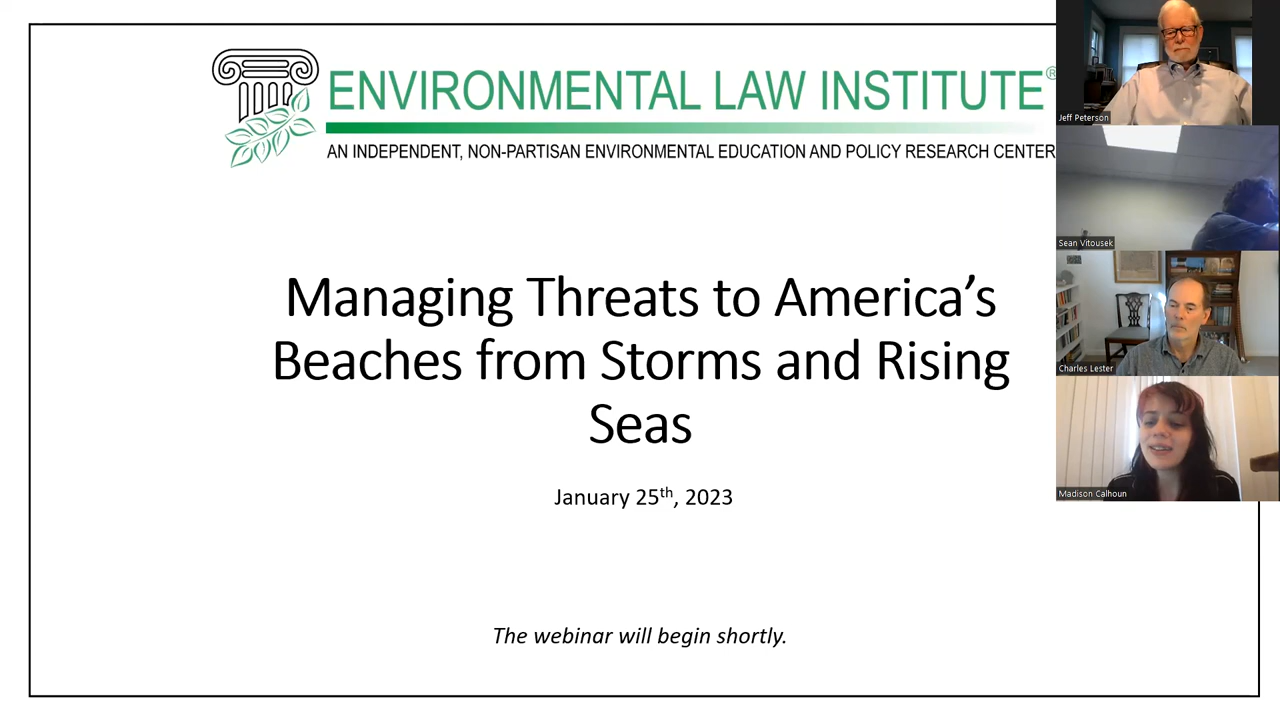 ENVIRONMENTAL LAW INSTITUTE®
AN INDEPENDENT, NON-PARTISAN ENVIRONMENTAL EDUCATION AND POLICY RESEARCH CENTER
Managing Threats to America’s
Beaches from Storms and Rising
Seas
January 25th, 2023
The webinar will begin shortly.
Jeff Peterson
Sean Vitousek
Charles Lester
Madison Calhoun